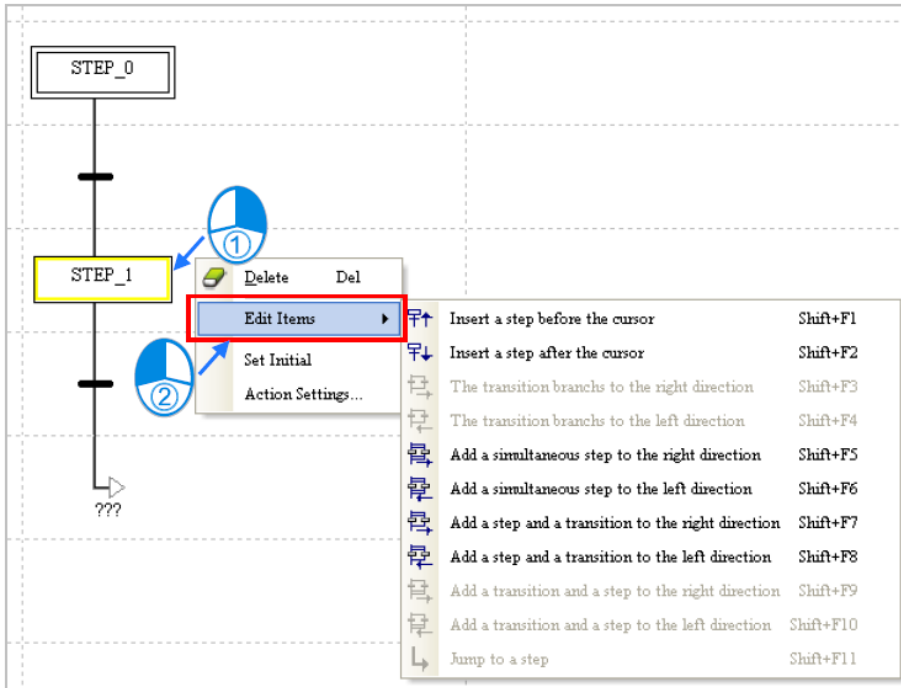 STEP_0
1
STEP_1
Delete Del
Edit Items
Set Initial
2
Action Settings...
???
Insert a step before the cursor Shift+F1
Insert a step after the cursor Shift+F2
The transition branchs to the right direction Shift+F3
The transition branchs to the left direction Shift+F4
Add a simultaneous step to the right direction Shift+F5
Add a simultaneous step to the left direction Shift+F6
Add a step and a transition to the right direction Shift+F7
Add a step and a transition to the left direction Shift+F8
Add a transition and a step to the right direction Shift+F9
Add a transition and a step to the left direction Shift+F10
Jump to a step Shift+F11